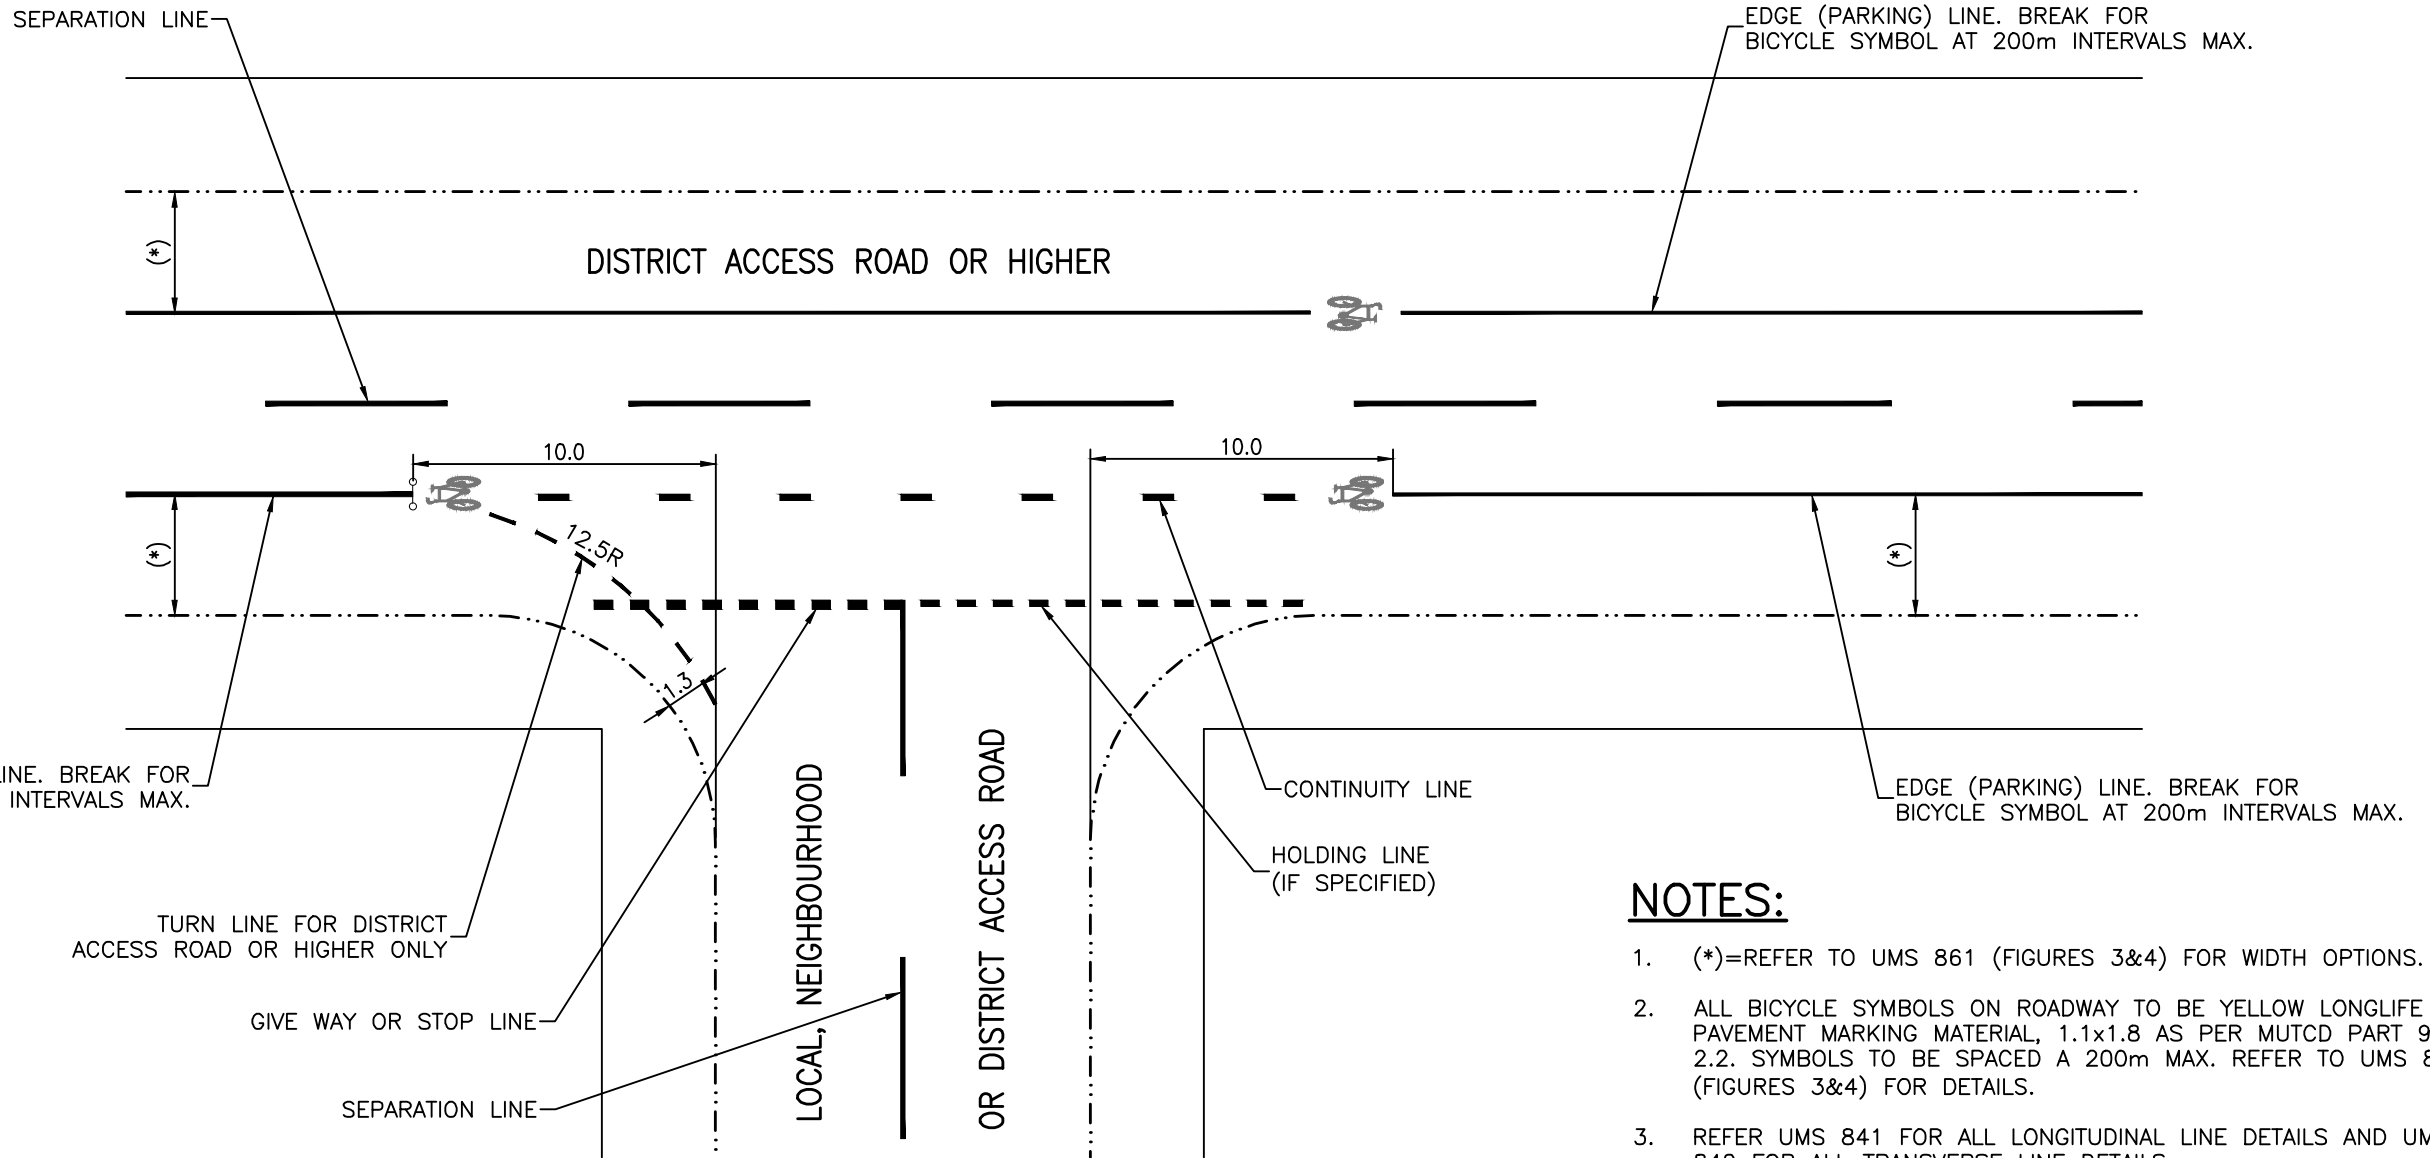 SEPARATION LINE
EDGE (PARKING) LINE. BREAK FOR
BICYCLE SYMBOL AT 200m INTERVALS MAX.
(*)
DISTRICT ACCESS ROAD OR HIGHER
10.0
10.0
12.5R
(*)
(*)
1.3
LINE. BREAK FOR
INTERVALS MAX.
TURN LINE FOR DISTRICT
ACCESS ROAD OR HIGHER ONLY
GIVE WAY OR STOP LINE
SEPARATION LINE
LOCAL, NEIGHBOURHOOD
OR DISTRICT ACCESS ROAD
CONTINUITY LINE
HOLDING LINE
(IF SPECIFIED)
EDGE (PARKING) LINE. BREAK FOR
BICYCLE SYMBOL AT 200m INTERVALS MAX.
NOTES:
1. (*)=REFER TO UMS 861 (FIGURES 3&4) FOR WIDTH OPTIONS.
2. ALL BICYCLE SYMBOLS ON ROADWAY TO BE YELLOW LONGLIFE
PAVEMENT MARKING MATERIAL, 1.1x1.8 AS PER MUTCD PART 9
2.2. SYMBOLS TO BE SPACED A 200m MAX. REFER TO UMS
(FIGURES 3&4) FOR DETAILS.
3. REFER UMS 841 FOR ALL LONGITUDINAL LINE DETAILS AND
FOR ALL TRANSVERSE LINE DETAILS